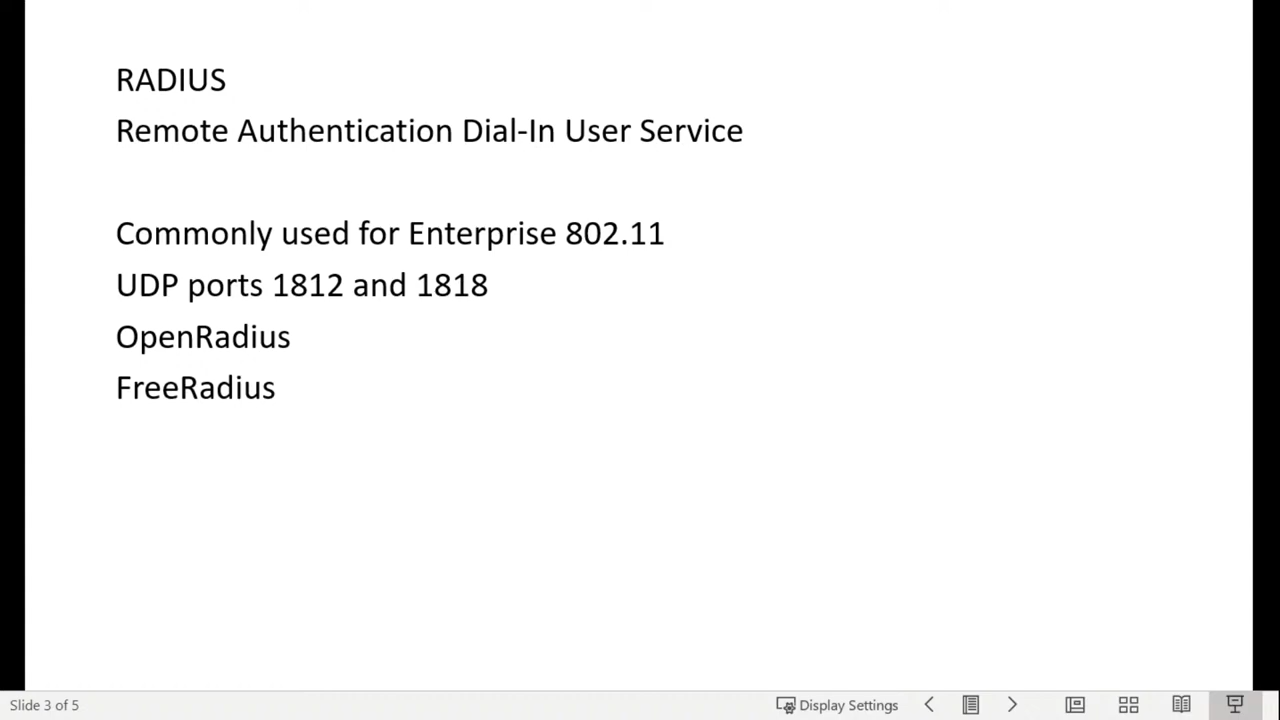 RADIUS
Remote Authentication Dial-In User Service
Commonly used for Enterprise 802.11
UDP ports 1812 and 1818
OpenRadius
FreeRadius
Slide 3 of 5
Display Settings